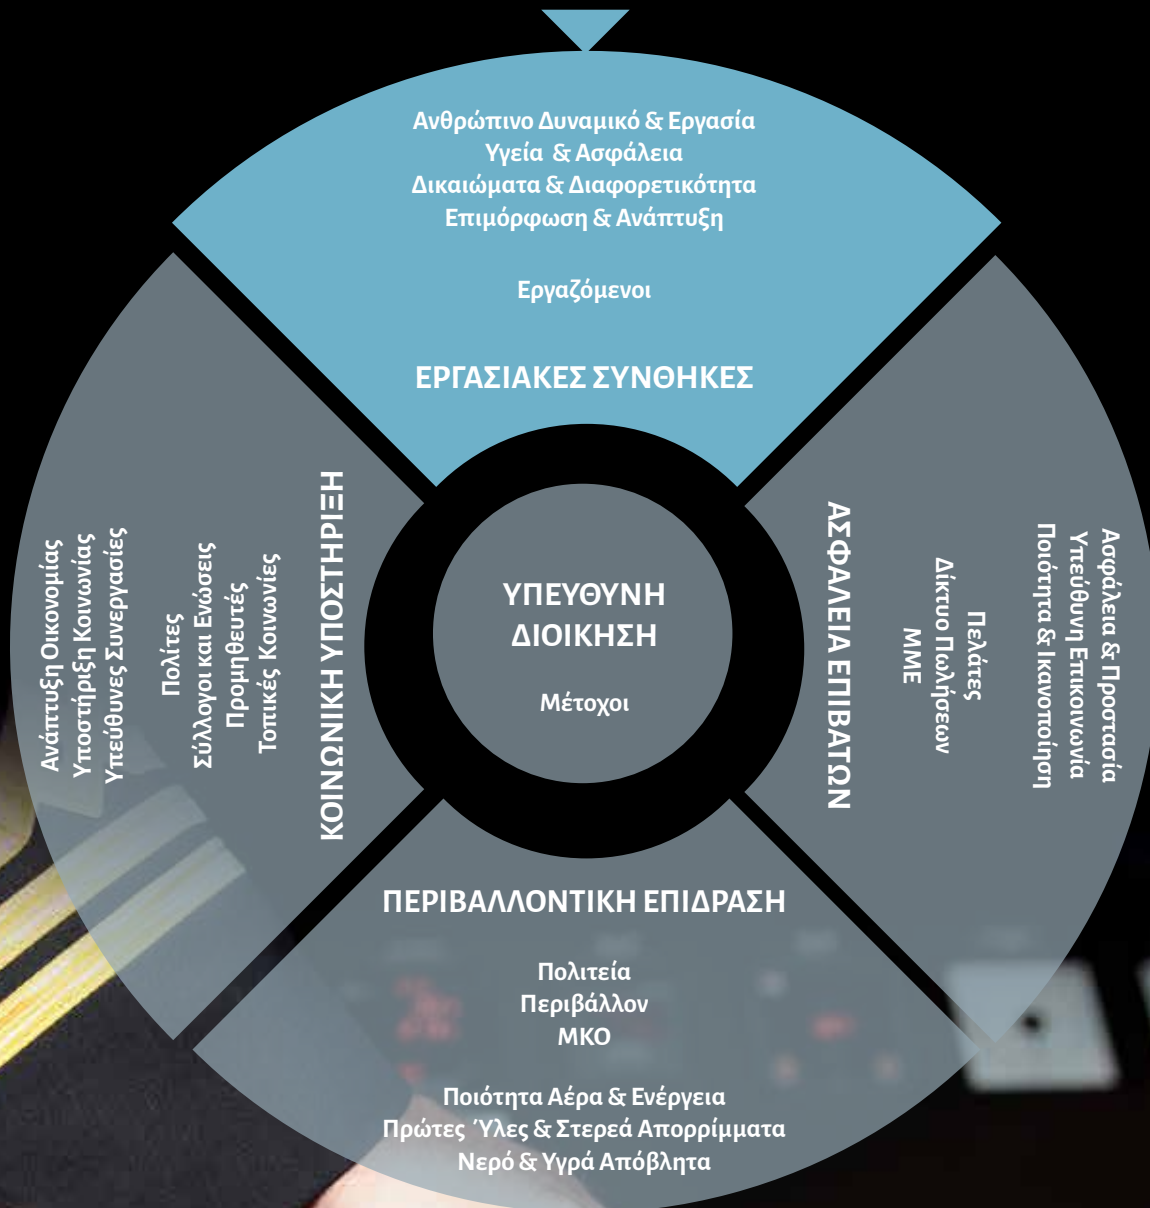 Ανθρώπινο Δυναμικό & Εργασία
Υγεία & Ασφάλεια
Δικαιώματα & Διαφορετικότητα
Επιμόρφωση & Ανάπτυξη
Εργαζόμενοι
ΕΡΓΑΣΙΑΚΕΣ ΣΥΝΘΗΚΕΣ
Ανάπτυξη Οικονομίας
Υποστήριξη Κοινωνίας
Υπεύθυνες Συνεργασίες
Πολίτες
Σύλλογοι και Ενώσεις
Προμηθευτές
Τοπικές Κοινωνίες
ΚΟΙΝΩΝΙΚΗ ΥΠΟΣΤΗΡΙΞΗ
ΥΠΕΥΘΥΝΗ
ΔΙΟΙΚΗΣΗ
Μέτοχοι
Ασφάλεια & Προστασία
Υπεύθυνη Επικοινωνία
Ποιότητα & Ικανοποίηση
Πελάτες
Δίκτυο Πωλήσεων
ΜΜΕ
ΑΣΦΑΛΕΙΑ ΕΠΙΒΑΤΩΝ
ΠΕΡΙΒΑΛΛΟΝΤΙΚΗ ΕΠΙΔΡΑΣΗ
Πολιτεία
Περιβάλλον
ΜΚΟ
Ποιότητα Αέρα & Ενέργεια
Πρώτες Ύλες & Στερεά Απορρίμματα
Νερό & Υγρά Απόβλητα